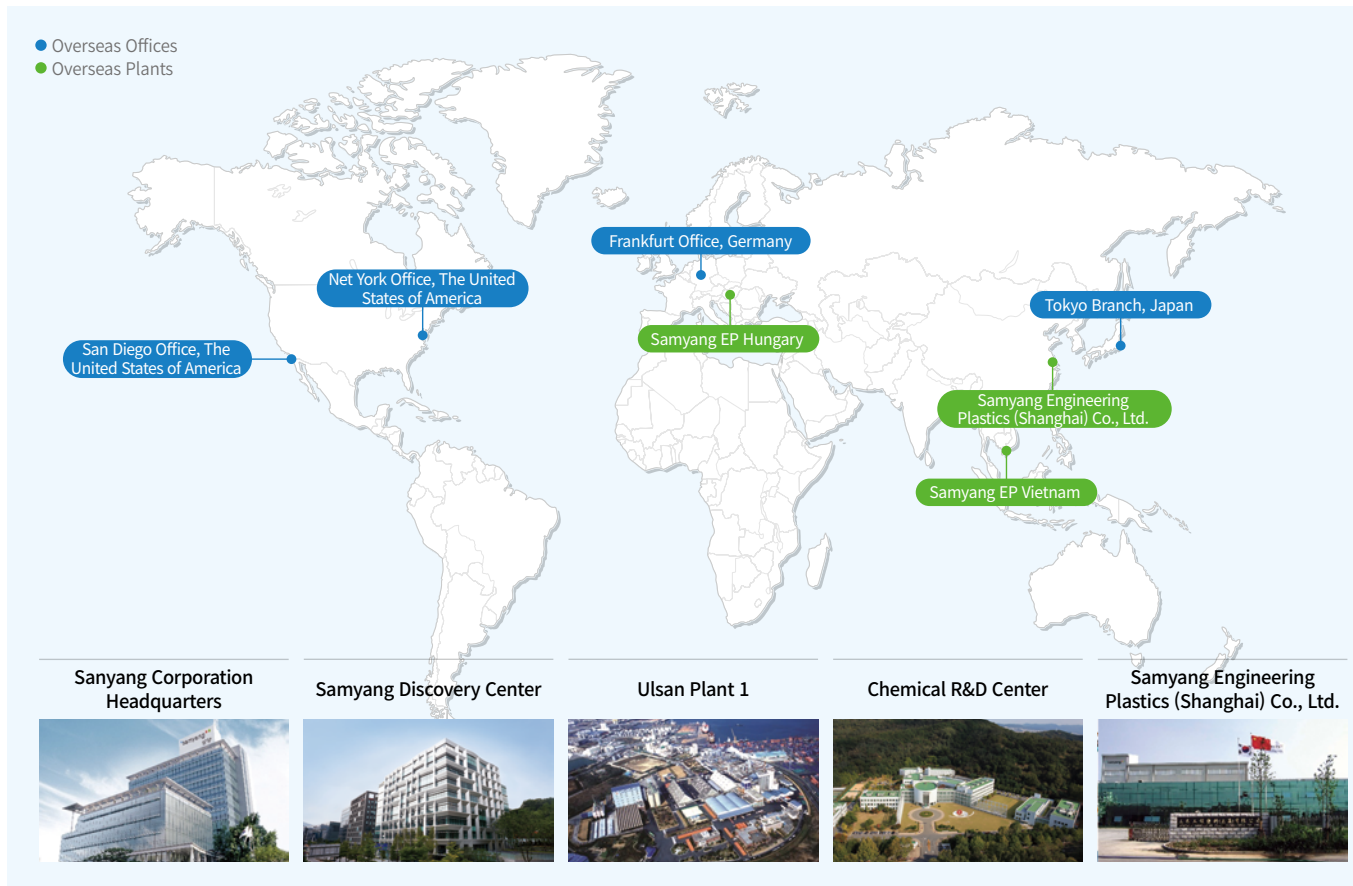 Overseas Offices
Overseas Plants
Frankfurt Office, Germany
Net York Office, The United
States of America
Tokyo Branch, Japan
San Diego Office, The
United States of America
Samyang EP Hungary
Samyang Engineering
Plastics (Shanghai) Co., Ltd.
Samyang EP Vietnam
Sanyang Corporation
Headquarters
Samyang Discovery Center
Ulsan Plant 1
Chemical R&D Center
Samyang Engineering
Plastics (Shanghai) Co., Ltd.